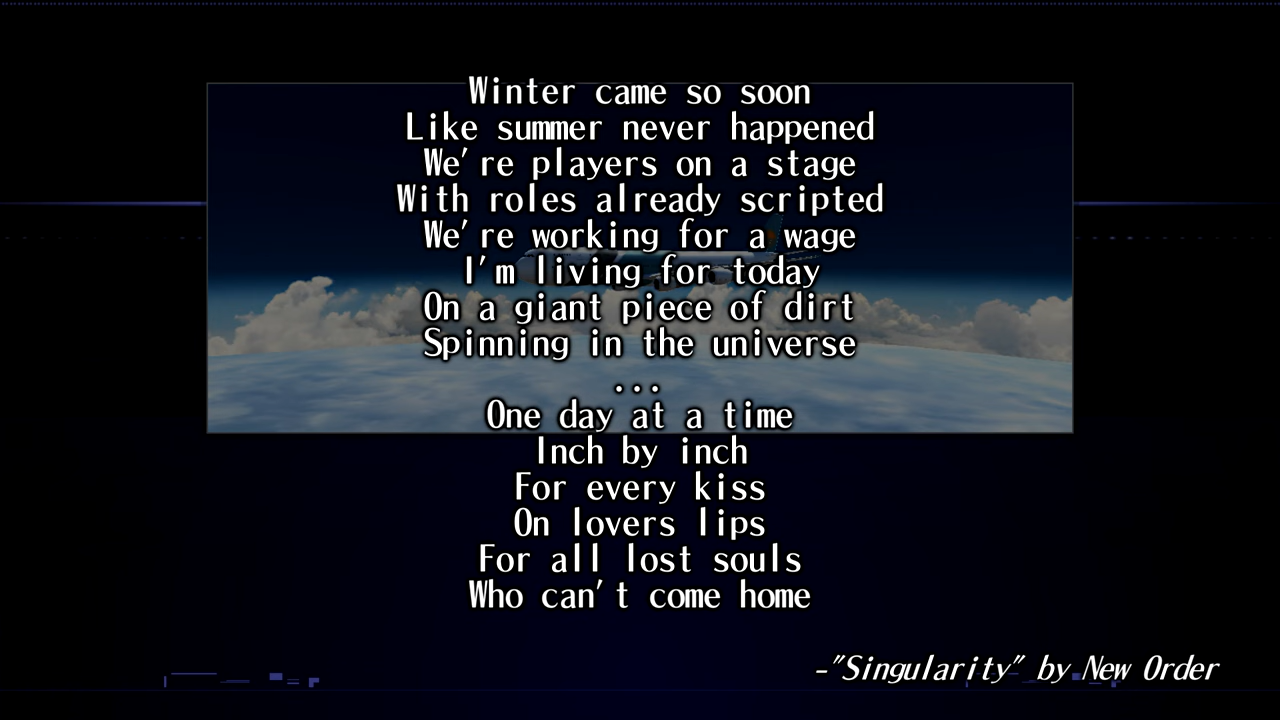 Winter came so soon
Like summer never happened
We're players on a stage
With roles already scripted
We're working for a wage
I'm living for today
On a giant piece of dirt
Spinning in the universe
...
One day at a time
Inch by inch
For every kiss
On lovers lips
For all lost souls
Who can't come home
-"Singularity" by New Order